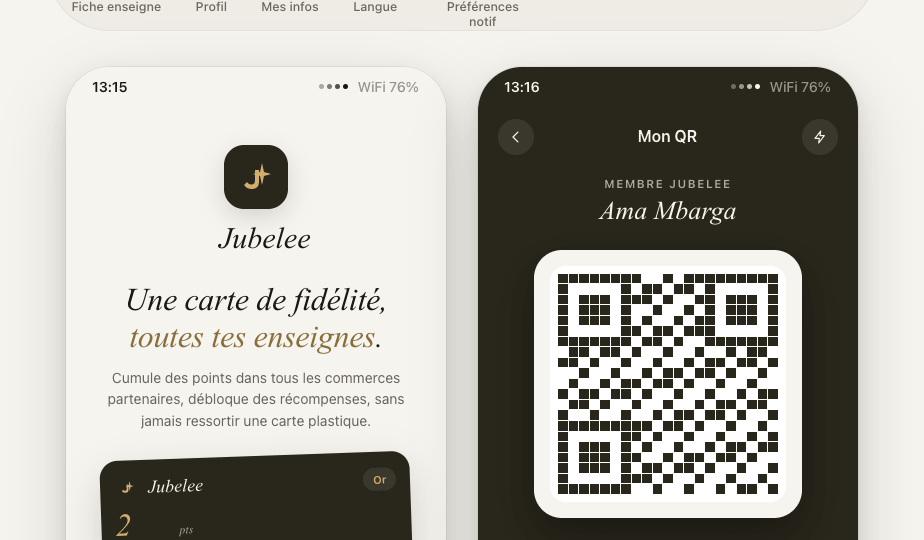 Fiche enseigne
Profil
Mes infos
Langue
Préférences
notif
13:15
WiFi 76%
Jubelee
Une carte de fidélité,
toutes tes enseignes.
Cumule des points dans tous les commerces
partenaires, débloque des récompenses, sans
jamais ressortir une carte plastique.
Jubelee
Or
2
pts
13:16
WiFi 76%
Mon QR
MEMBRE JUBELEE
Ama Mbarga